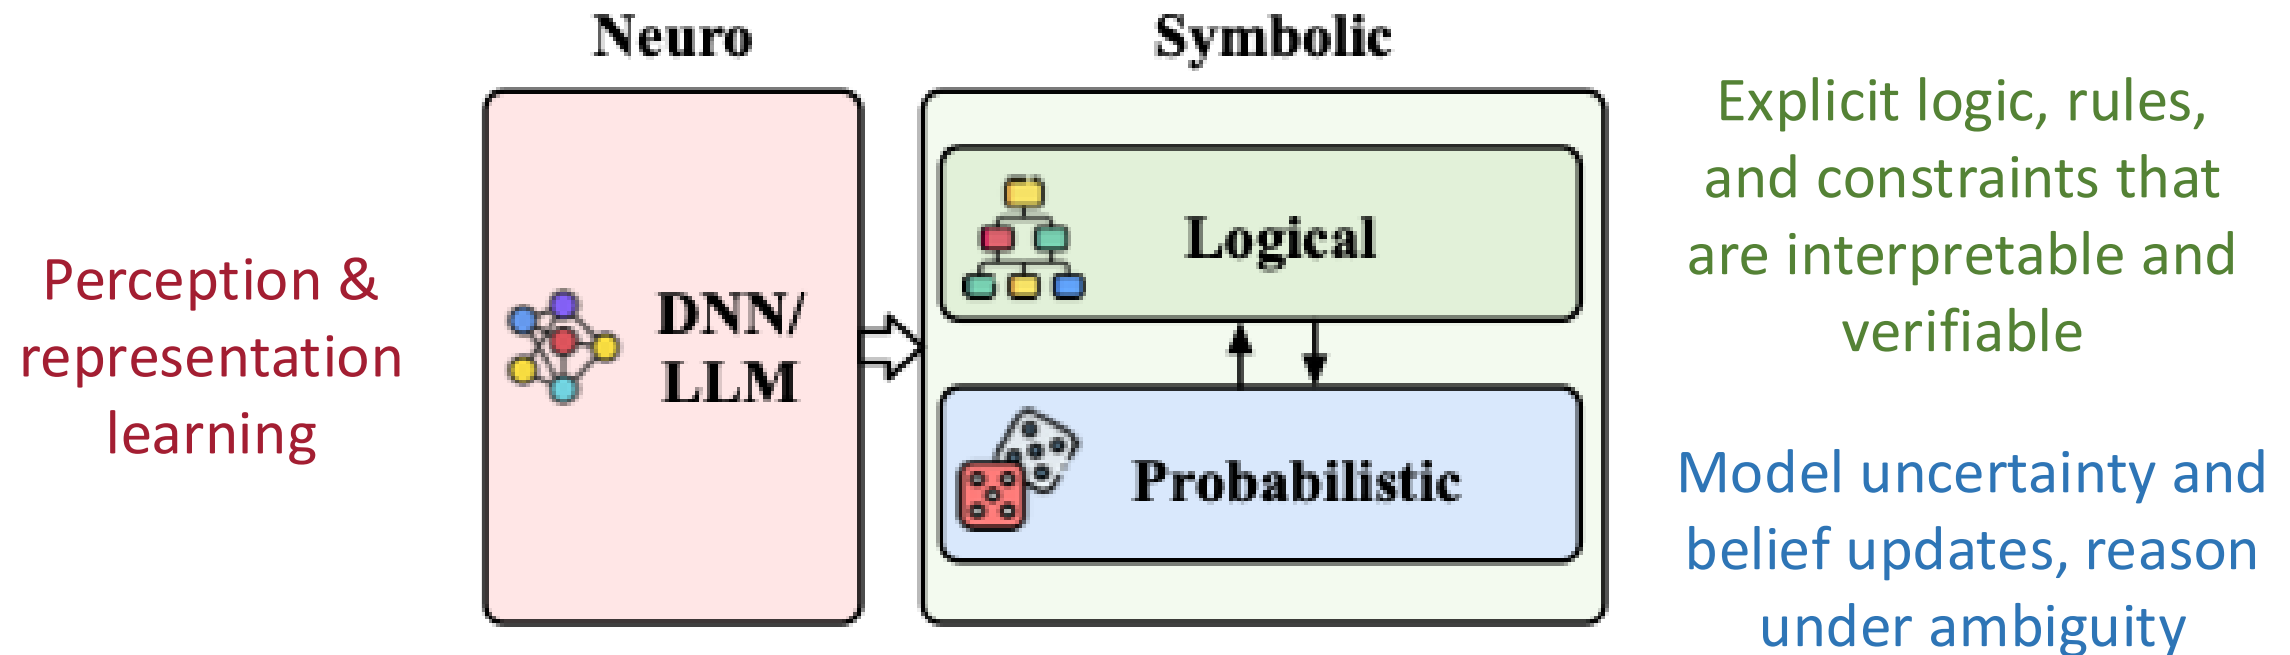 Neuro
Symbolic
Perception &
representation
learning
DNN/
LLM
Logical
Probabilistic
Explicit logic, rules,
and constraints that
are interpretable and
verifiable
Model uncertainty and
belief updates, reason
under ambiguity